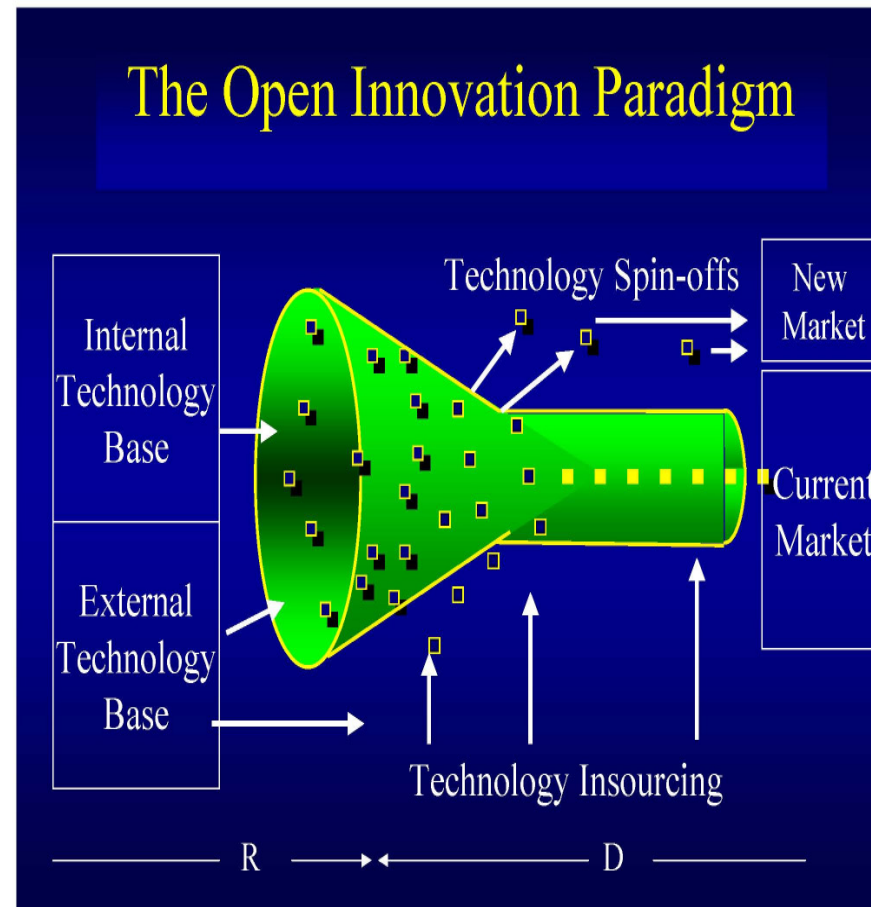 The Open Innovation Paradigm
Technology Spin-offs
New
Market
Internal
Technology
Base
Current
Market
External
Technology
Base
Technology Insourcing
R
D